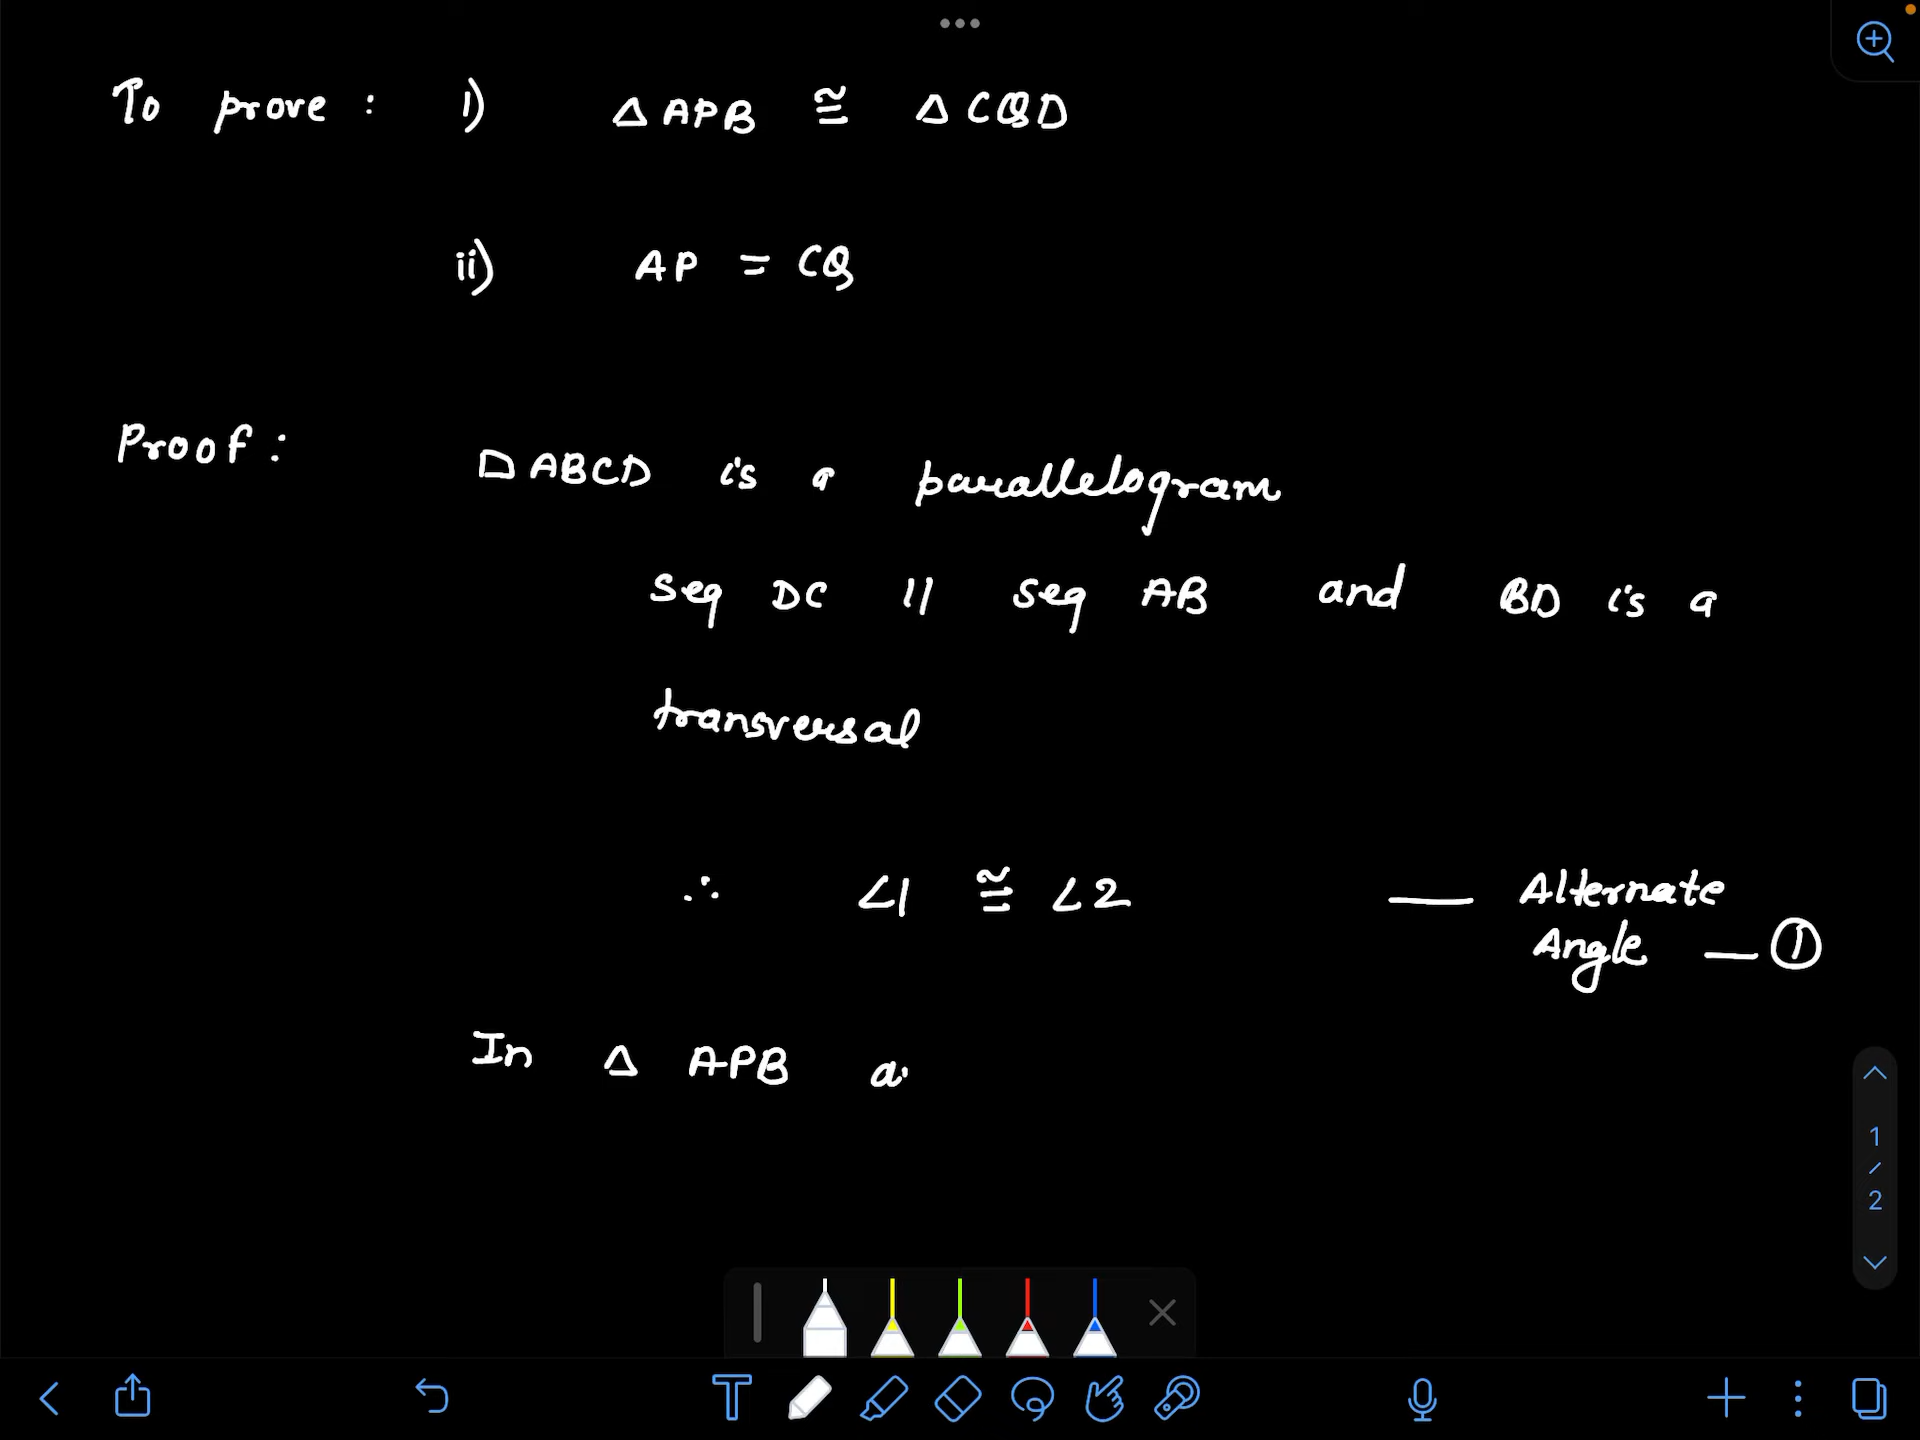 To prove : i) △ APB ≅ △ CQD
ii) AP = CQ
Proof : □ ABCD is a parallelogram
seg DC || seg AB and BD is a
transversal
∴ ∠1 ≅ ∠2 — Alternate
Angle — ①
In △ APB a
1
/
2
T